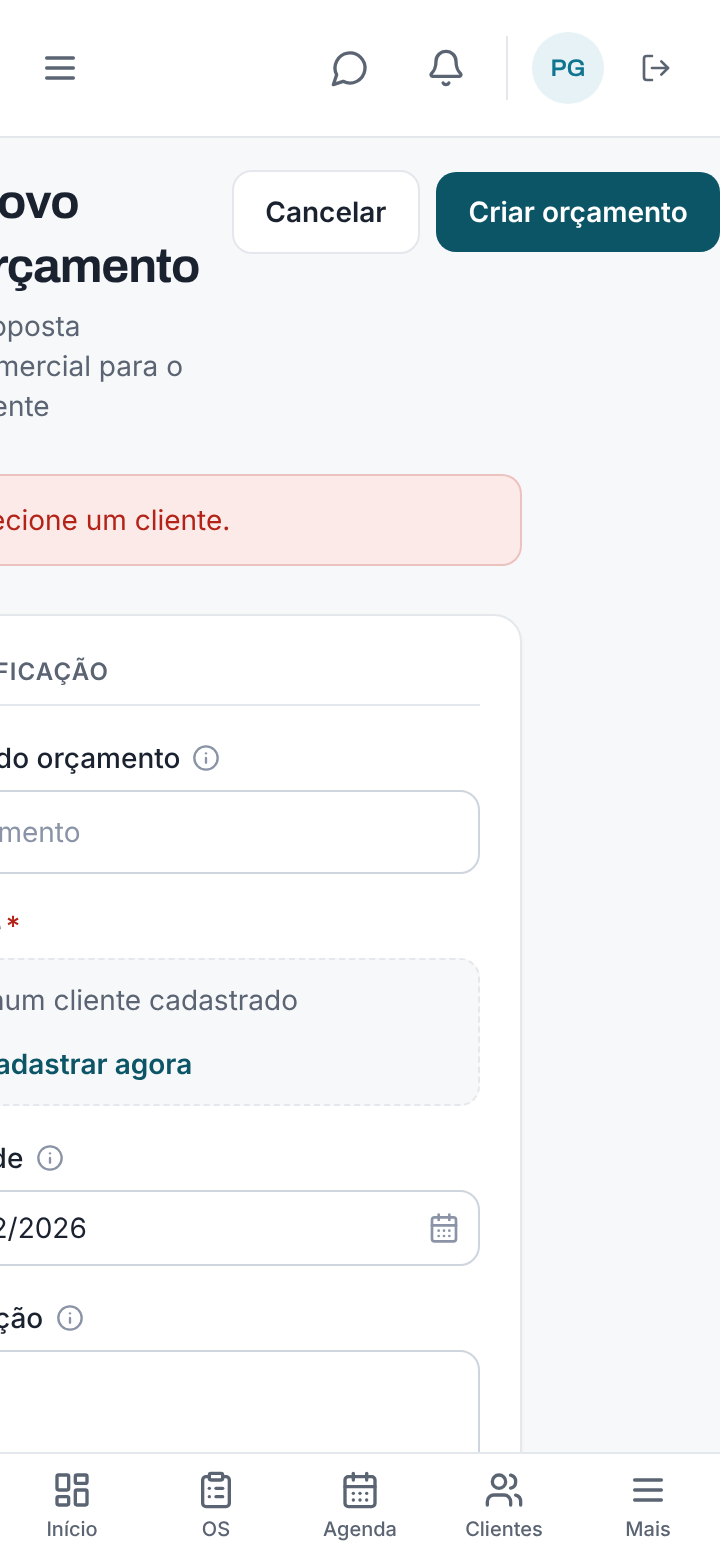 PG
ovo
rçamento
Cancelar
Criar orçamento
oposta
mercial para o
ente
ecione um cliente.
FICAÇÃO
do orçamento
mento
*
num cliente cadastrado
adastrar agora
de
2/2026
ção
Início
OS
Agenda
Clientes
Mais